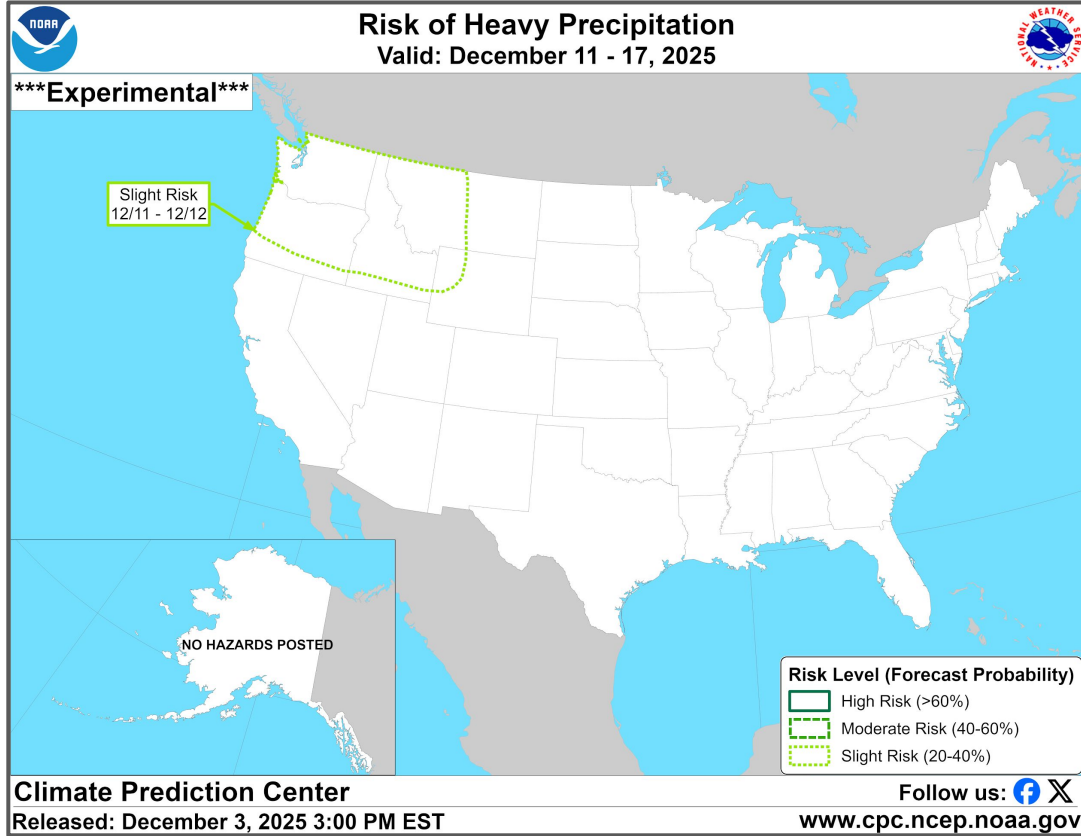 NOAA
Risk of Heavy Precipitation
Valid: December 11 - 17, 2025
NATIONAL WEATHER SERVICE
***Experimental***
Slight Risk
12/11 - 12/12
NO HAZARDS POSTED
Risk Level (Forecast Probability)
High Risk (>60%)
Moderate Risk (40-60%)
Slight Risk (20-40%)
Climate Prediction Center
Follow us:
Released: December 3, 2025 3:00 PM EST
www.cpc.ncep.noaa.gov